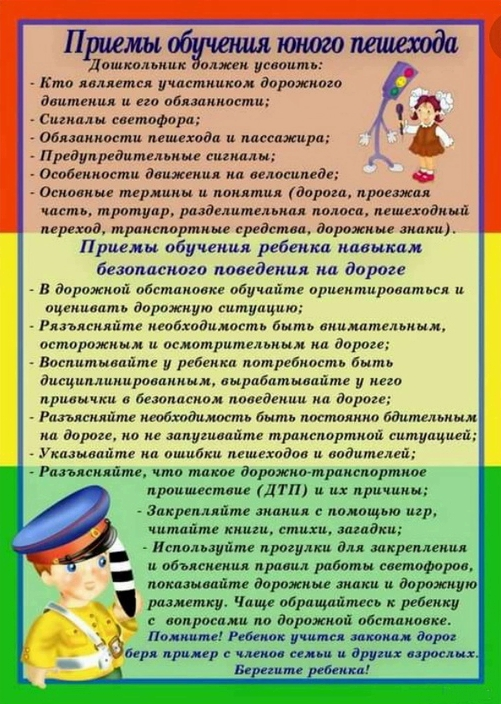 Приемы обучения юного пешехода
Дошкольник должен усвоить:
- Кто является участником дорожного
двитения и его обязанности;
- Сигналы светофора;
- Обязанности пешехода и пассажира;
- Предупредительные сигналы;
- Особенности движения на велосипеде;
- Основные термины и понятия (дорога, проезжая
часть, тротуар, разделительная полоса, пешеходный
переход, транспортные средства, дорожные знаки).
Приемы обучения ребенка навыкам
безопасного поведения на дороге
- В дорожной обстановке обучайте ориентироваться и
оценивать дорожную ситуацию;
- Рязъясняйте необходимость быть внимательным,
осторожным и осмотрительным на дороге;
- Воспитывайте у ребенка потребность быть
дисциплинированным, вырабатывайте у него
привычки в безопасном поведении на дороге;
- Разъясняйте необходимость быть постоянно бдительным
на дороге, но не запугивайте транспортной ситуацией;
- Указывайте на ошибки пешеходов и водителей;
- Разъясняйте, что такое дорожно-транспортное
проишествие (ДТП) и их причины;
- Закрепляйте знания с помощью игр,
читайте книги, стихи, загадки;
- Используйте прогулки для закрепления
и объяснения правил работы светофоров,
показывайте дорожные знаки и дорожную
разметку. Чаще обращайтесь к ребенку
с вопросами по дорожной обстановке.
Помните! Ребенок учится законам дорог
беря пример с членов семьи и других взрослых.
Берегите ребенка!